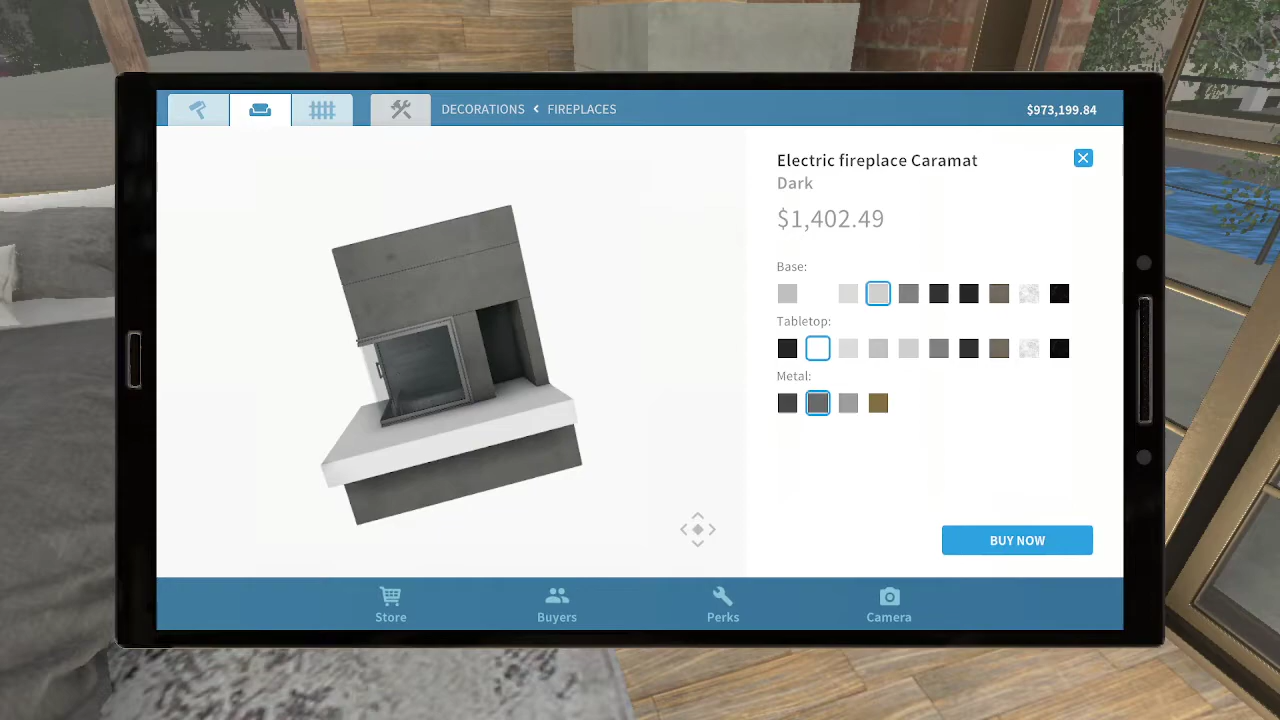 DECORATIONS < FIREPLACES
$973,199.84
Electric fireplace Caramat
Dark
$1,402.49
Base:
Tabletop:
Metal:
BUY NOW
Store
Buyers
Perks
Camera